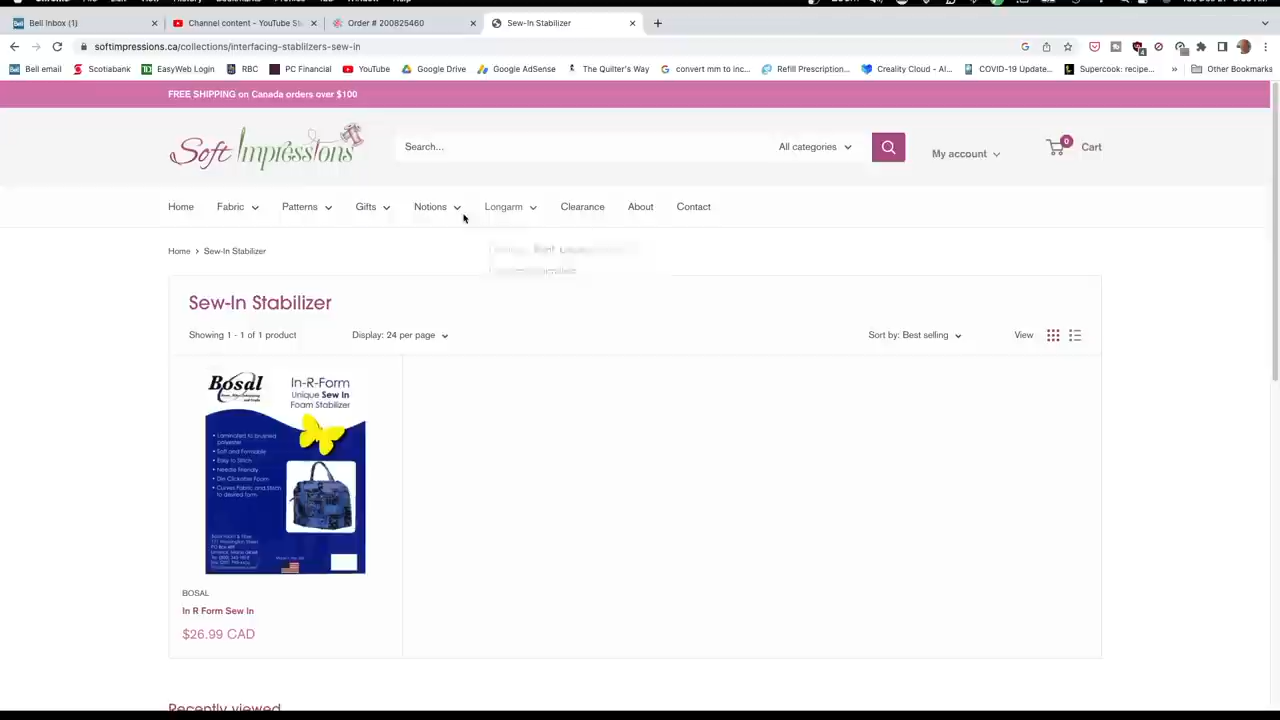 Bell Inbox (1)
Channel content - YouTube St
Order # 200825460
Sew-In Stabilizer
softimpressions.ca/collections/interfacing-stablilzers-sew-in
Bell email
Scotiabank
EasyWeb Login
RBC
PC Financial
YouTube
Google Drive
Google AdSense
The Quilter's Way
convert mm to inc...
Refill Prescription...
Creality Cloud - AI...
COVID-19 Update...
Supercook: recipe...
»
Other Bookmarks
FREE SHIPPING on Canada orders over $100
Soft Impressions
Search...
All categories
My account
0
Cart
Home
Fabric
Patterns
Gifts
Notions
Longarm
Clearance
About
Contact
Home > Sew-In Stabilizer
Sew-In Stabilizer
Showing 1 - 1 of 1 product
Display: 24 per page
Sort by: Best selling
View
Bosal
In-R-Form
Unique Sew In
Foam Stabilizer
• Laminated to brushed
polyester
• Soft and Formable
• Easy to Stitch
• Needle Friendly
• Die Clickable Foam
• Curves Fabric and Stitch
to desired form
BOSAL
In R Form Sew In
$26.99 CAD
Recently viewed